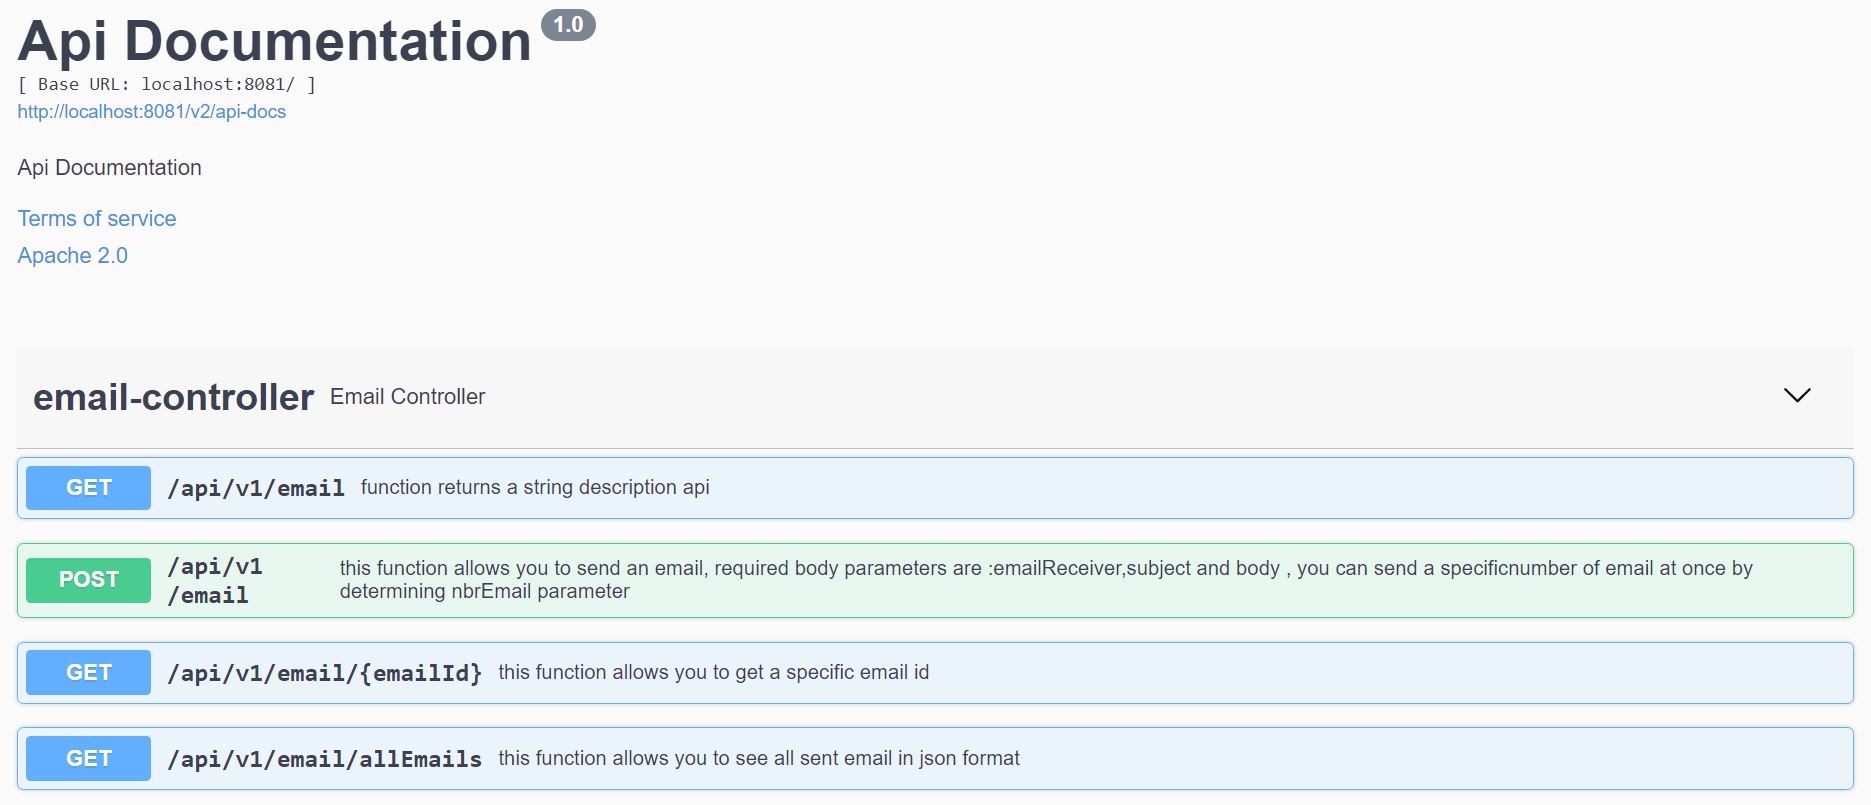 Api Documentation 1.0
[ Base URL: localhost:8081/ ]
http://localhost:8081/v2/api-docs
Api Documentation
Terms of service
Apache 2.0
email-controller Email Controller
GET /api/v1/email function returns a string description api
POST /api/v1/email this function allows you to send an email, required body parameters are :emailReceiver,subject and body , you can send a specificnumber of email at once by
determining nbrEmail parameter
GET /api/v1/email/{emailId} this function allows you to get a specific email id
GET /api/v1/email/allEmails this function allows you to see all sent email in json format